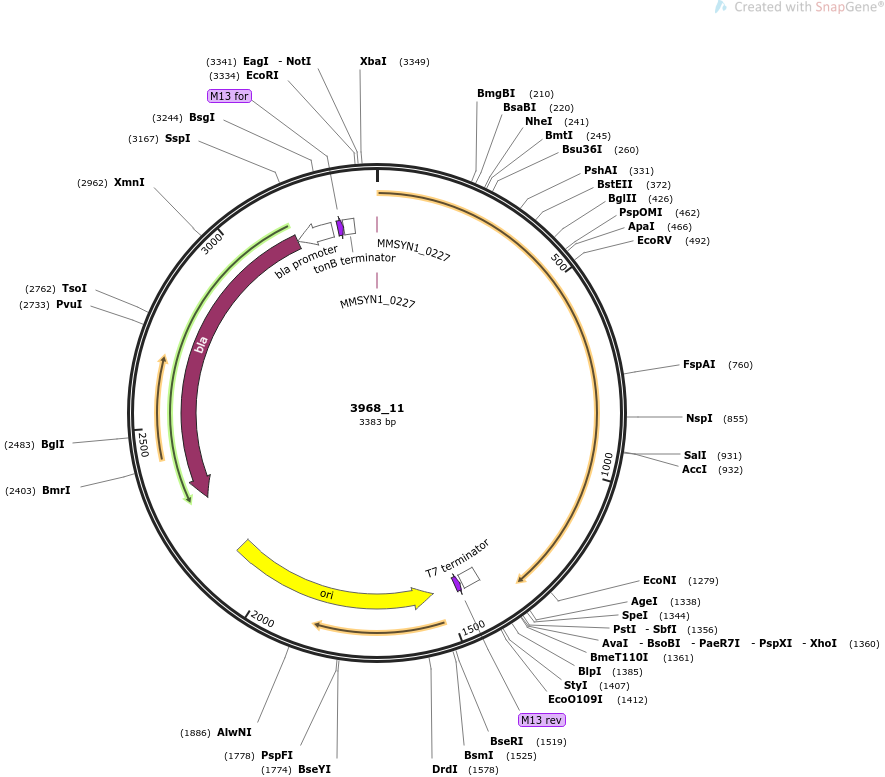 Created with SnapGene®
(3341) EagI - NotI
XbaI (3349)
(3334) EcoRI
M13 for
BmgBI (210)
(3244) BsgI
BsaBI (220)
(3167) SspI
NheI (241)
BmtI (245)
Bsu36I (260)
PshAI (331)
(2962) XmnI
BstEII (372)
BglII (426)
PspOMI (462)
ApaI (466)
EcoRV (492)
3000
500
bla promoter
tonB terminator
MMSYN1_0227
MMSYN1_0227
(2762) TsoI
(2733) PvuI
bla
FspAI (760)
3968_11
3383 bp
NspI (855)
(2483) BglI
2500
SalI (931)
AccI (932)
1000
(2403) BmrI
T7 terminator
EcoNI (1279)
ori
AgeI (1338)
SpeI (1344)
2000
1500
PstI - SbfI (1356)
AvaI - BsoBI - PaeR7I - PspXI - XhoI (1360)
BmeT110I (1361)
BlpI (1385)
StyI (1407)
EcoO109I (1412)
M13 rev
(1886) AlwNI
BseRI (1519)
(1778) PspFI
BsmI (1525)
(1774) BseYI
DrdI (1578)